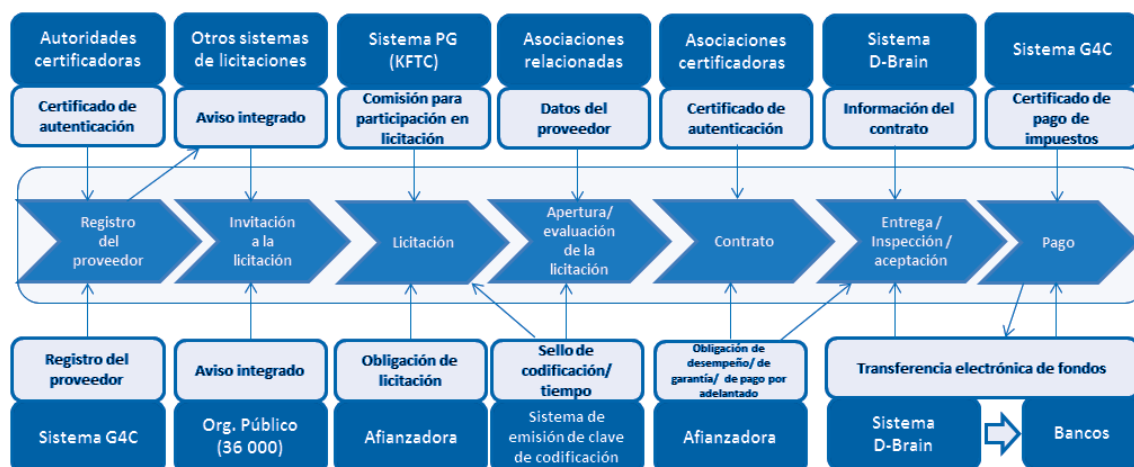 Autoridades
certificadoras
Otros sistemas
de licitaciones
Sistema PG
(KFTC)
Asociaciones
relacionadas
Asociaciones
certificadoras
Sistema
D-Brain
Sistema G4C
Certificado de
autenticación
Aviso integrado
Comisión para
participación en
licitación
Datos del
proveedor
Certificado de
autenticación
Información del
contrato
Certificado de
pago de
impuestos
Registro
del
proveedor
Invitación
a la
licitación
Licitación
Apertura/
evaluación
de la
licitación
Contrato
Entrega /
Inspección /
aceptación
Pago
Registro del
proveedor
Aviso integrado
Obligación de
licitación
Sello de
codificación/
tiempo
Obligación de
desempeño/ de
garantía/ de pago por
adelantado
Transferencia electrónica de fondos
Sistema G4C
Org. Público
(36 000)
Afianzadora
Sistema de
emisión de clave
de codificación
Afianzadora
Sistema
D-Brain
Bancos